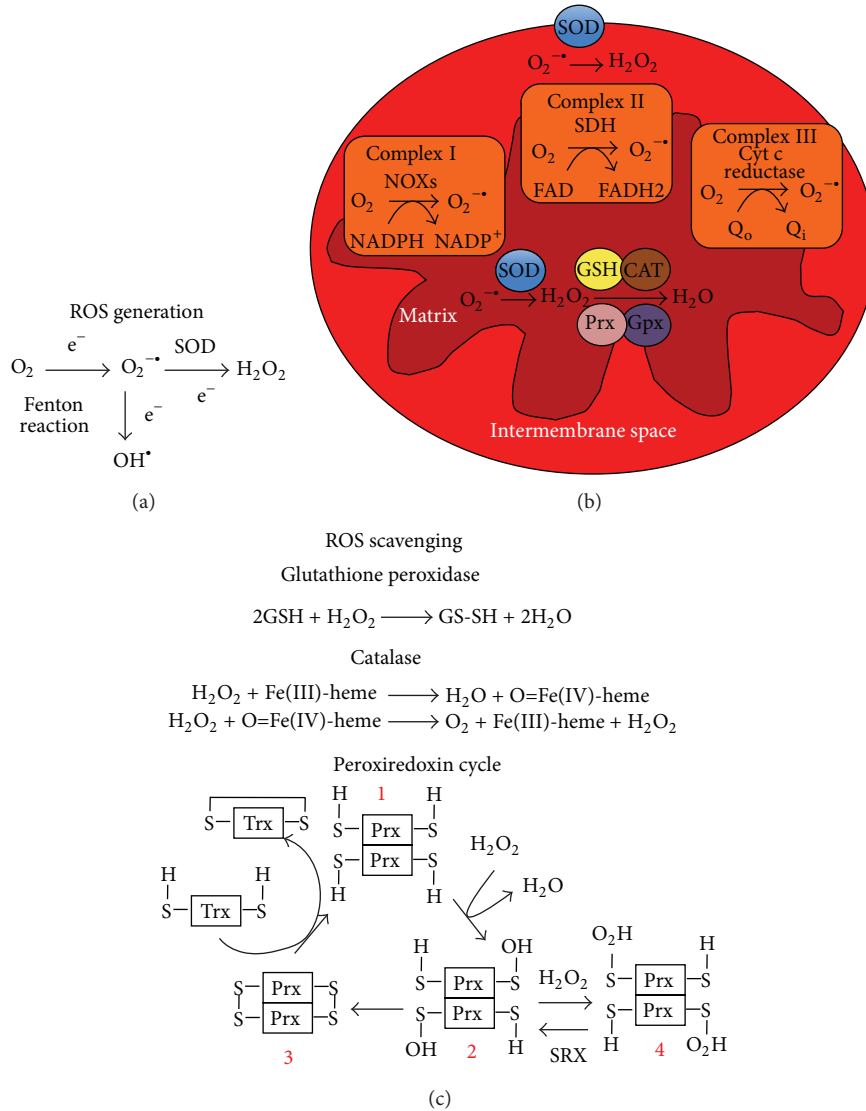 ROS generation
O₂ e⁻ O₂⁻• SOD e⁻ H₂O₂
Fenton reaction
e⁻
OH•
(a)
SOD
O₂⁻• → H₂O₂
Complex I
NOXs
O₂ → O₂⁻•
NADPH NADP⁺
Complex II
SDH
O₂ → O₂⁻•
FAD FADH2
Complex III
Cyt c
reductase
O₂ → O₂⁻•
Qₒ Qᵢ
SOD GSH CAT
O₂⁻• → H₂O₂ → H₂O
Matrix
Prx Gpx
Intermembrane space
(b)
ROS scavenging
Glutathione peroxidase
2GSH + H₂O₂ → GS-SH + 2H₂O
Catalase
H₂O₂ + Fe(III)-heme → H₂O + O=Fe(IV)-heme
H₂O₂ + O=Fe(IV)-heme → O₂ + Fe(III)-heme + H₂O₂
Peroxiredoxin cycle
H 1 H
S Trx S
S Prx S
S Prx S
H H
H₂O₂
H₂O
H H
S Trx S
H OH
S Prx S
S Prx S
OH 2 H
S Prx S
S Prx S
3
H₂O₂
SRX
O₂H H
S Prx S
S Prx S
H 4 O₂H
(c)